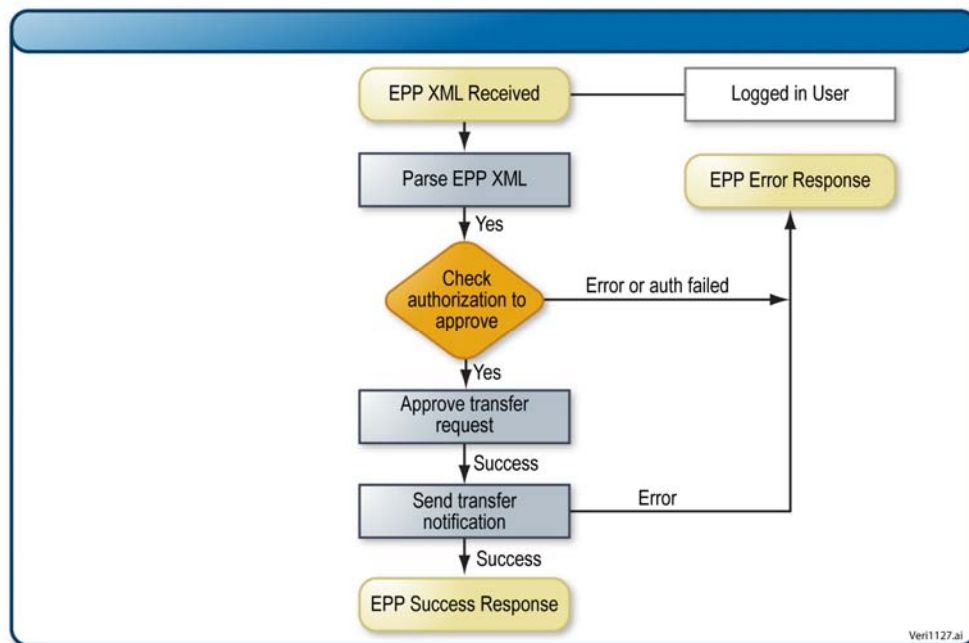 EPP XML Received
Logged in User
Parse EPP XML
EPP Error Response
Yes
Check
authorization to
approve
Error or auth failed
Yes
Approve transfer
request
Success
Send transfer
notification
Error
Success
EPP Success Response
Veri1127.ai